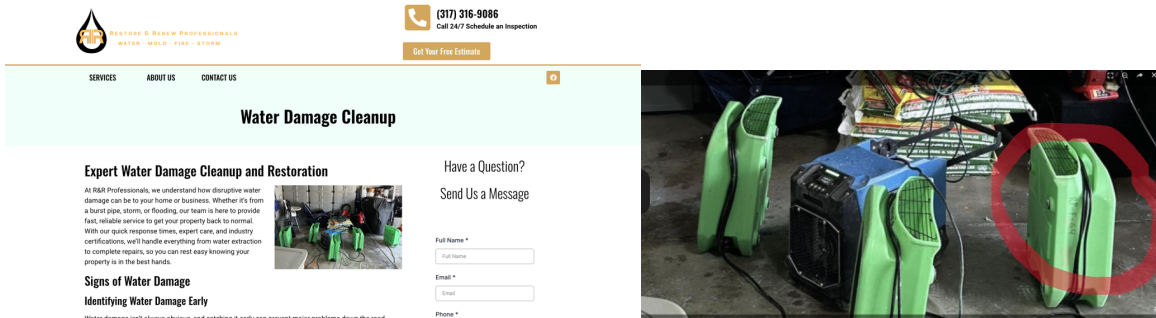 RESTORE & RENEW PROFESSIONALS
WATER - MOLD - FIRE - STORM
(317) 316-9086
Call 24/7 Schedule an Inspection
Get Your Free Estimate
SERVICES
ABOUT US
CONTACT US
Water Damage Cleanup
Expert Water Damage Cleanup and Restoration
At R&R Professionals, we understand how disruptive water
damage can be to your home or business. Whether it's from
a burst pipe, storm, or flooding, our team is here to provide
fast, reliable service to get your property back to normal.
With our quick response times, expert care, and industry
certifications, we'll handle everything from water extraction
to complete repairs, so you can rest easy knowing your
property is in the best hands.
Signs of Water Damage
Identifying Water Damage Early
Have a Question?
Send Us a Message
Full Name *
Full Name
Email *
Email
Phone *